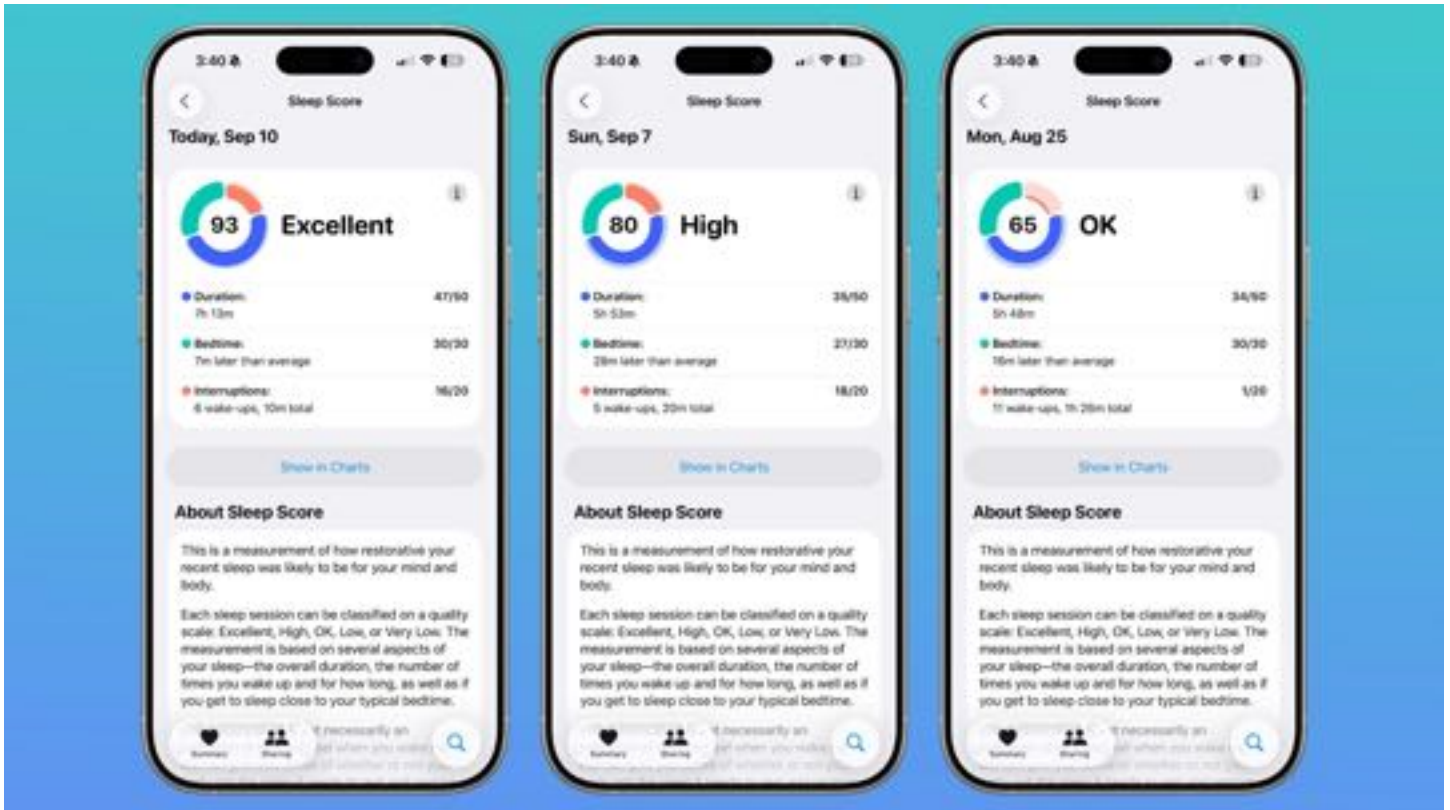 3:40
Sleep Score
Today, Sep 10
93 Excellent
Duration: 47/50
7h 13m
Bedtime: 30/30
7m later than average
Interruptions: 16/20
6 wake-ups, 10m total
Show in Charts
About Sleep Score
This is a measurement of how restorative your
recent sleep was likely to be for your mind and
body.
Each sleep session can be classified on a quality
scale: Excellent, High, OK, Low, or Very Low. The
measurement is based on several aspects of
your sleep—the overall duration, the number of
times you wake up and for how long, as well as if
you get to sleep close to your typical bedtime.
necessarily an
Summary
Sharing
3:40
Sleep Score
Sun, Sep 7
80 High
Duration: 35/50
5h 53m
Bedtime: 27/30
28m later than average
Interruptions: 18/20
5 wake-ups, 20m total
Show in Charts
About Sleep Score
This is a measurement of how restorative your
recent sleep was likely to be for your mind and
body.
Each sleep session can be classified on a quality
scale: Excellent, High, OK, Low, or Very Low. The
measurement is based on several aspects of
your sleep—the overall duration, the number of
times you wake up and for how long, as well as if
you get to sleep close to your typical bedtime.
necessarily an
Summary
Sharing
3:40
Sleep Score
Mon, Aug 25
65 OK
Duration: 34/50
5h 48m
Bedtime: 30/30
16m later than average
Interruptions: 1/20
11 wake-ups, 1h 26m total
Show in Charts
About Sleep Score
This is a measurement of how restorative your
recent sleep was likely to be for your mind and
body.
Each sleep session can be classified on a quality
scale: Excellent, High, OK, Low, or Very Low. The
measurement is based on several aspects of
your sleep—the overall duration, the number of
times you wake up and for how long, as well as if
you get to sleep close to your typical bedtime.
necessarily an
Summary
Sharing